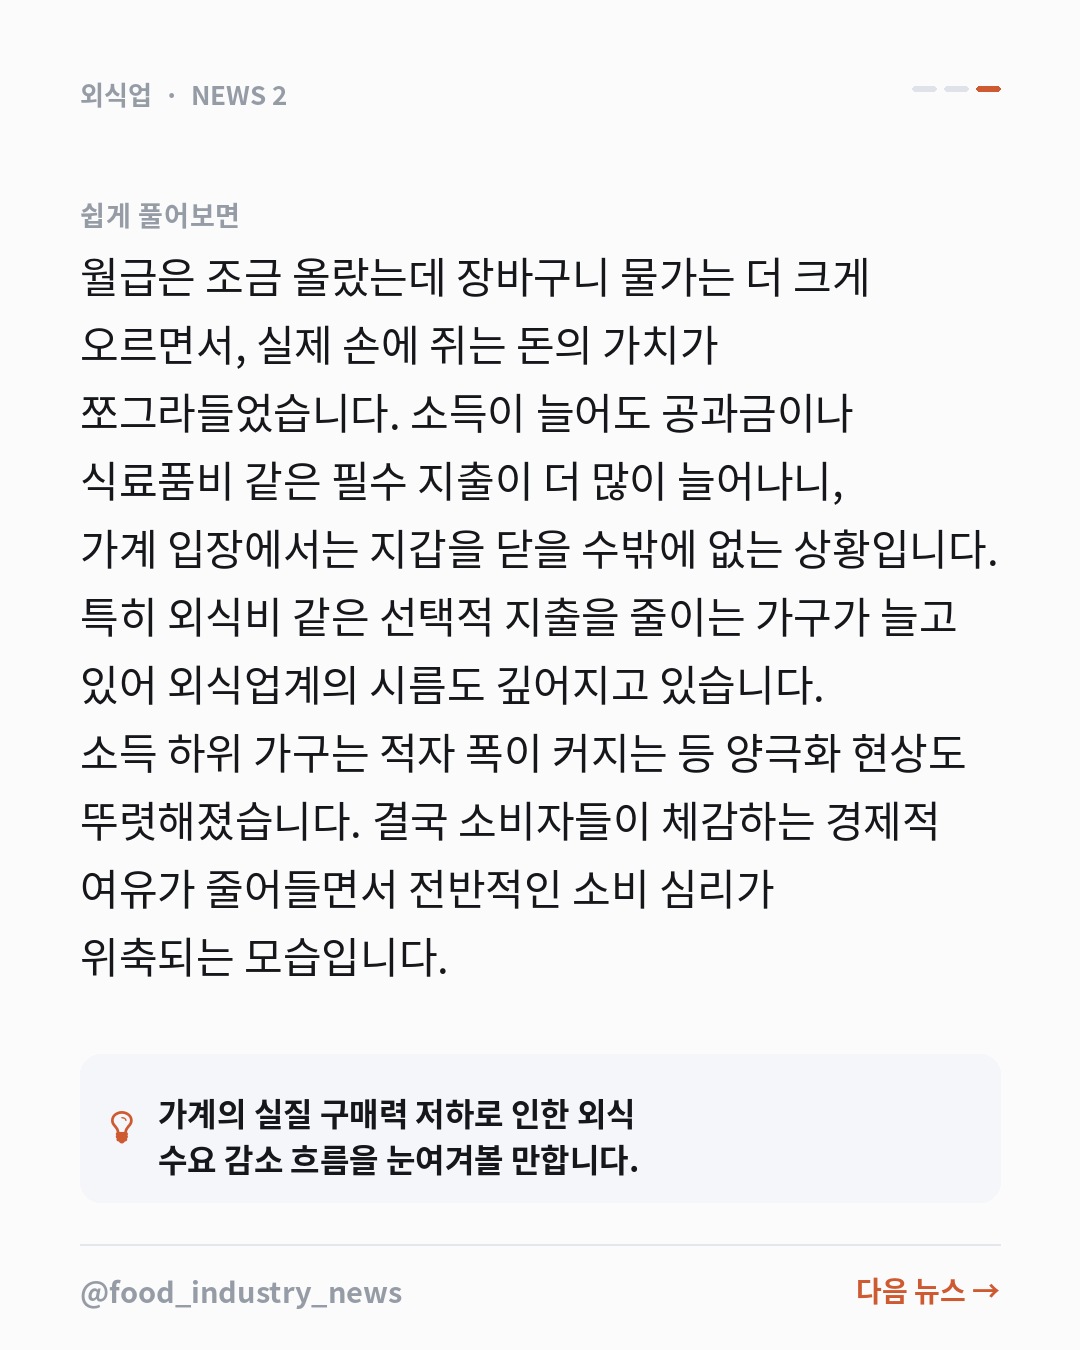 외식업 · NEWS 2
쉽게 풀어보면
월급은 조금 올랐는데 장바구니 물가는 더 크게
오르면서, 실제 손에 쥐는 돈의 가치가
쪼그라들었습니다. 소득이 늘어도 공과금이나
식료품비 같은 필수 지출이 더 많이 늘어나니,
가계 입장에서는 지갑을 닫을 수밖에 없는 상황입니다.
특히 외식비 같은 선택적 지출을 줄이는 가구가 늘고
있어 외식업계의 시름도 깊어지고 있습니다.
소득 하위 가구는 적자 폭이 커지는 등 양극화 현상도
뚜렷해졌습니다. 결국 소비자들이 체감하는 경제적
여유가 줄어들면서 전반적인 소비 심리가
위축되는 모습입니다.
가계의 실질 구매력 저하로 인한 외식
수요 감소 흐름을 눈여겨볼 만합니다.
@food_industry_news
다음 뉴스 →